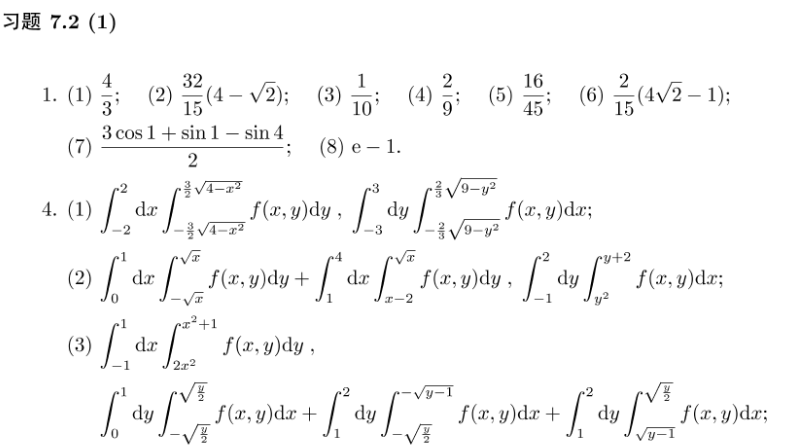 习题 7.2 (1)
1. (1) $\frac{4}{3}$; (2) $\frac{32}{15}(4-\sqrt{2})$; (3) $\frac{1}{10}$; (4) $\frac{2}{9}$; (5) $\frac{16}{45}$; (6) $\frac{2}{15}(4\sqrt{2}-1)$;
(7) $\frac{3\cos 1+\sin 1-\sin 4}{2}$; (8) $\mathrm{e}-1$.
4. (1) $\int_{-2}^{2}\mathrm{d}x\int_{-\frac{3}{2}\sqrt{4-x^2}}^{\frac{3}{2}\sqrt{4-x^2}}f(x,y)\mathrm{d}y$ , $\int_{-3}^{3}\mathrm{d}y\int_{-\frac{2}{3}\sqrt{9-y^2}}^{\frac{2}{3}\sqrt{9-y^2}}f(x,y)\mathrm{d}x$;
(2) $\int_{0}^{1}\mathrm{d}x\int_{-\sqrt{x}}^{\sqrt{x}}f(x,y)\mathrm{d}y+\int_{1}^{4}\mathrm{d}x\int_{x-2}^{\sqrt{x}}f(x,y)\mathrm{d}y$ , $\int_{-1}^{2}\mathrm{d}y\int_{y^2}^{y+2}f(x,y)\mathrm{d}x$;
(3) $\int_{-1}^{1}\mathrm{d}x\int_{2x^2}^{x^2+1}f(x,y)\mathrm{d}y$ ,
$\int_{0}^{1}\mathrm{d}y\int_{-\sqrt{\frac{y}{2}}}^{\sqrt{\frac{y}{2}}}f(x,y)\mathrm{d}x+\int_{1}^{2}\mathrm{d}y\int_{-\sqrt{\frac{y}{2}}}^{-\sqrt{y-1}}f(x,y)\mathrm{d}x+\int_{1}^{2}\mathrm{d}y\int_{\sqrt{y-1}}^{\sqrt{\frac{y}{2}}}f(x,y)\mathrm{d}x$;